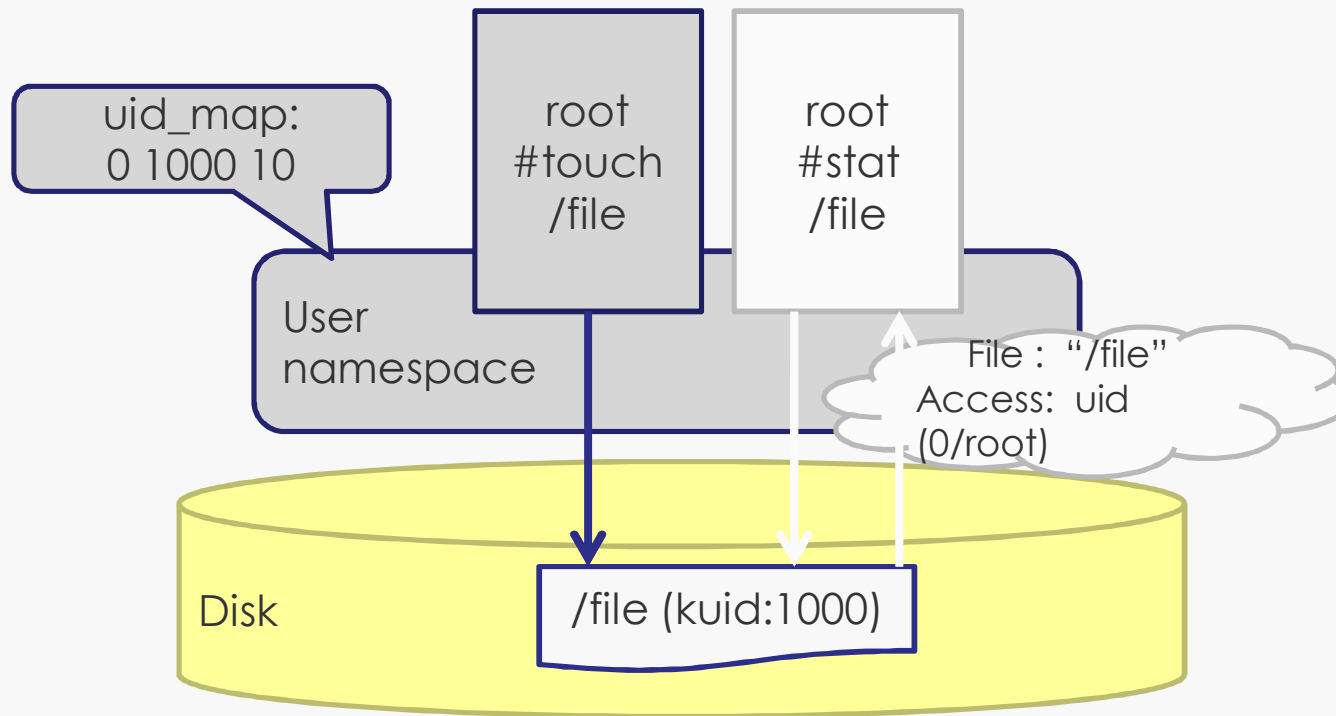 uid_map:
0 1000 10
root
#touch
/file
root
#stat
/file
User
namespace
File :  “/file”
Access:  uid
(0/root)
Disk
/file (kuid:1000)